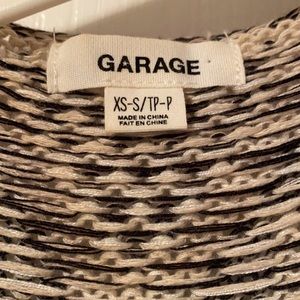 GARAGE
XS-S/TP-P
MADE IN CHINA
FAIT EN CHINE